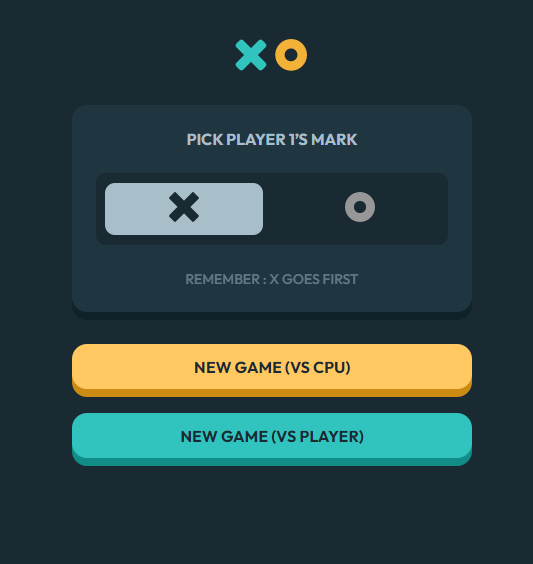 PICK PLAYER 1'S MARK
REMEMBER : X GOES FIRST
NEW GAME (VS CPU)
NEW GAME (VS PLAYER)